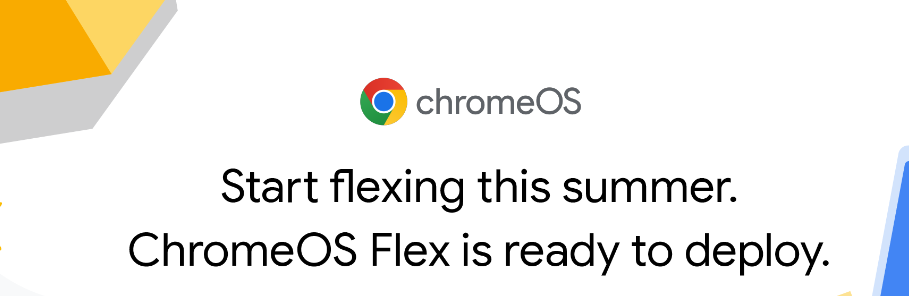 chromeOS
Start flexing this summer.
ChromeOS Flex is ready to deploy.